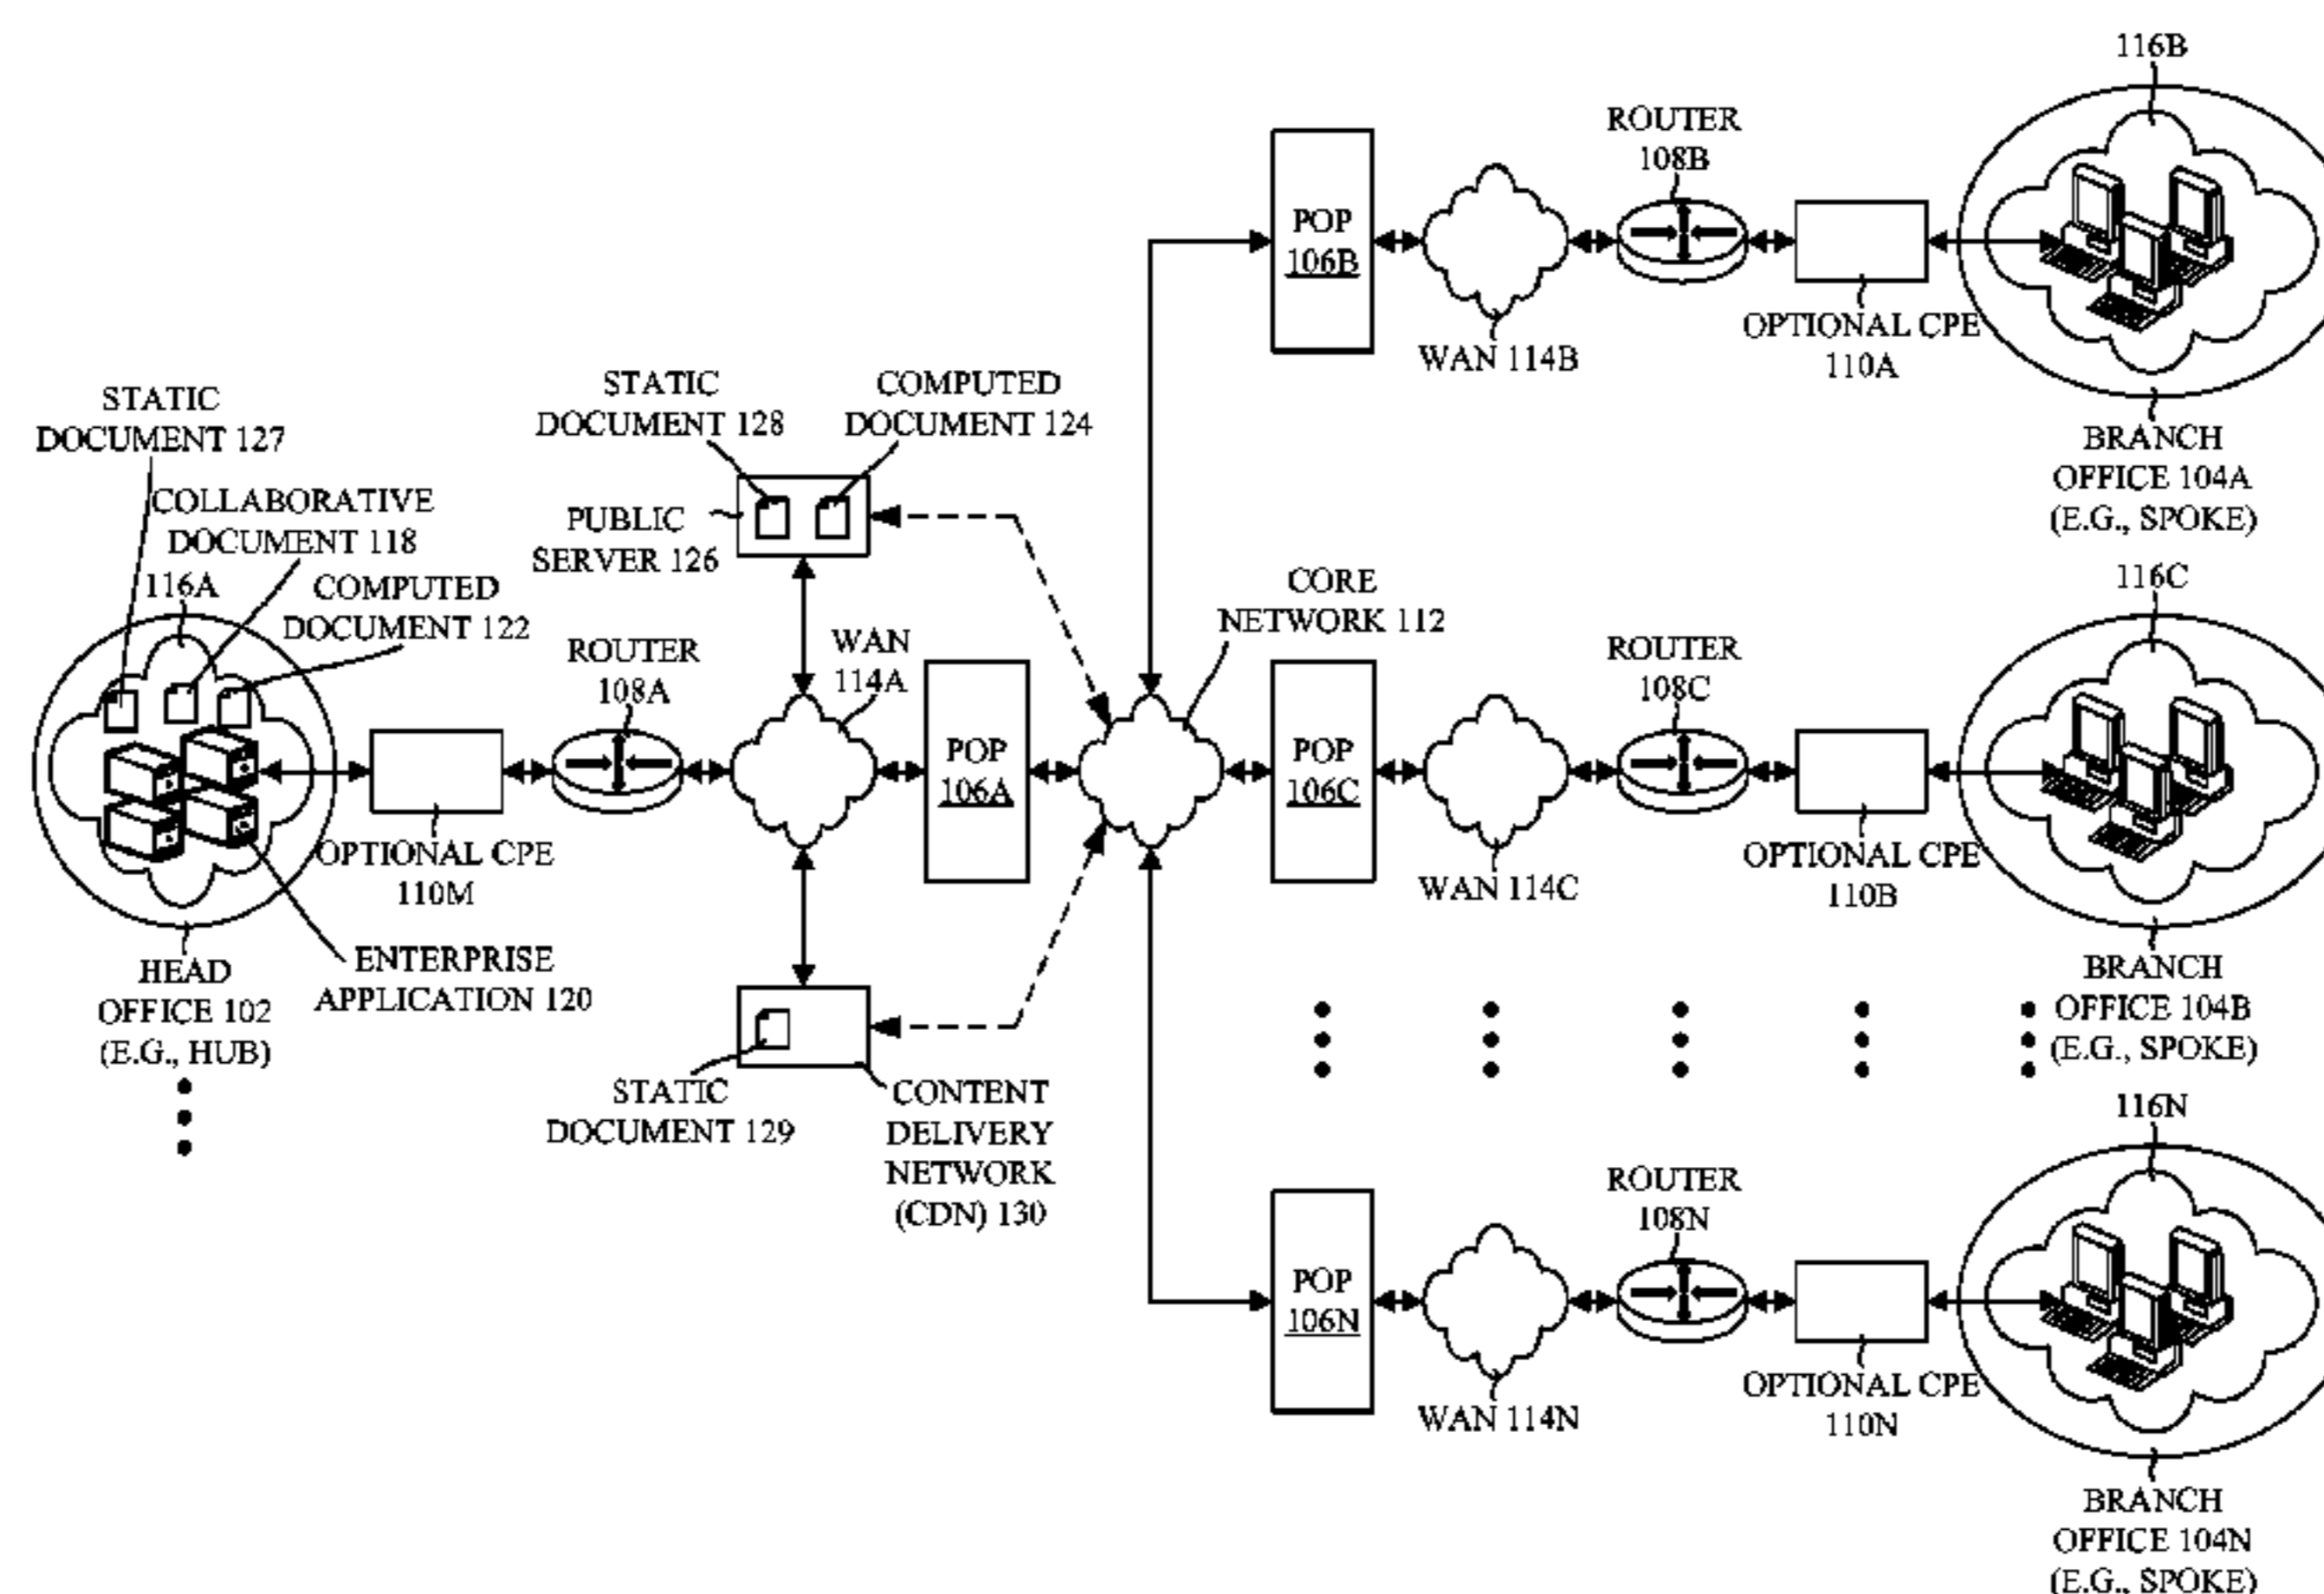 116B
ROUTER
108B
POP
106B
WAN 114B
OPTIONAL CPE
110A
BRANCH
OFFICE 104A
(E.G., SPOKE)
STATIC
DOCUMENT 127
COLLABORATIVE
DOCUMENT 118
116A
COMPUTED
DOCUMENT 122
STATIC
DOCUMENT 128
COMPUTED
DOCUMENT 124
PUBLIC
SERVER 126
ROUTER
108A
WAN
114A
CORE
NETWORK 112
POP
106A
OPTIONAL CPE
110M
HEAD
OFFICE 102
(E.G., HUB)
ENTERPRISE
APPLICATION 120
STATIC
DOCUMENT 129
CONTENT
DELIVERY
NETWORK
(CDN) 130
116C
ROUTER
108C
POP
106C
WAN 114C
OPTIONAL CPE
110B
BRANCH
OFFICE 104B
(E.G., SPOKE)
116N
ROUTER
108N
POP
106N
WAN 114N
OPTIONAL CPE
110N
BRANCH
OFFICE 104N
(E.G., SPOKE)